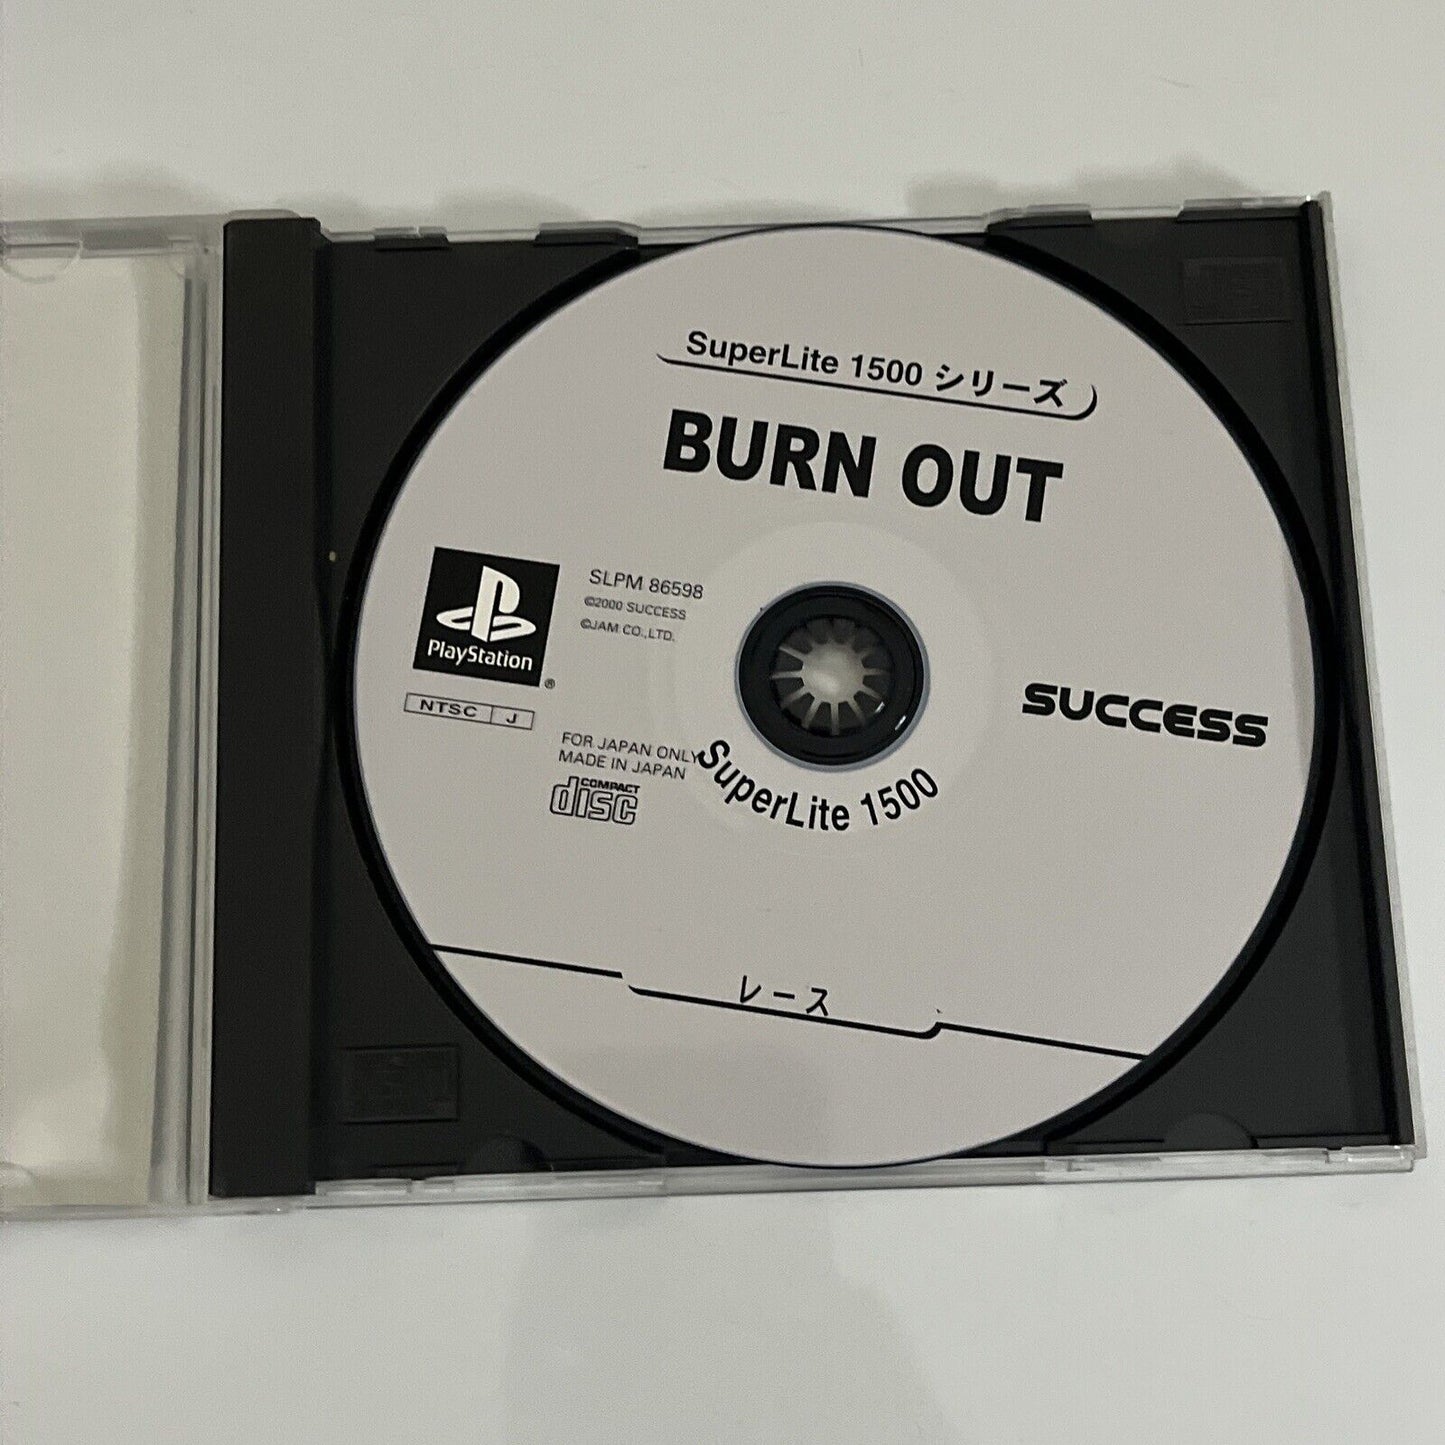 SuperLite 1500 シリーズ
BURN OUT
PlayStation
®
NTSC J
SLPM 86598
©2000 SUCCESS
©JAM CO.,LTD.
FOR JAPAN ONLY
MADE IN JAPAN
COMPACT
disc
SUCCESS
SuperLite 1500
レース